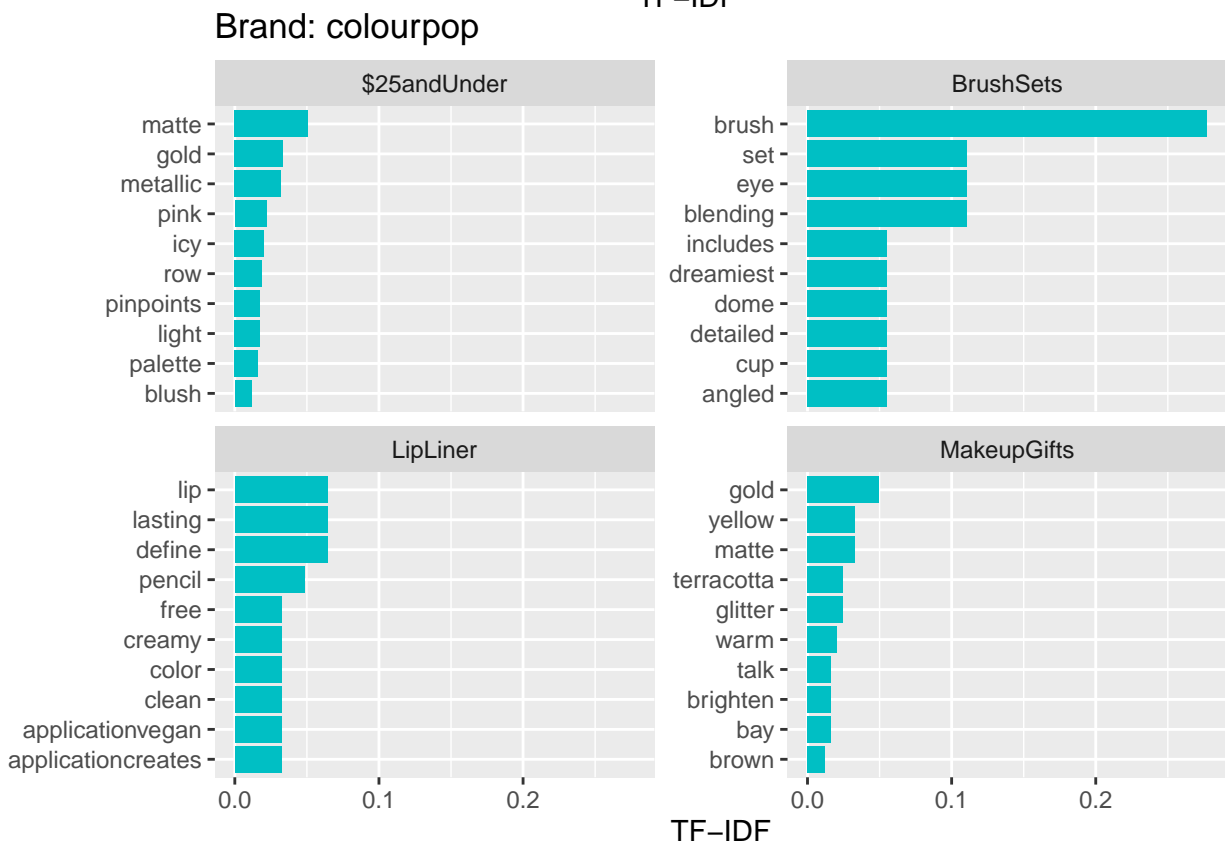 TF−IDF
Brand: colourpop
$25andUnder
matte
gold
metallic
pink
icy
row
pinpoints
light
palette
blush
BrushSets
brush
set
eye
blending
includes
dreamiest
dome
detailed
cup
angled
LipLiner
lip
lasting
define
pencil
free
creamy
color
clean
applicationvegan
applicationcreates
0.0 0.1 0.2
MakeupGifts
gold
yellow
matte
terracotta
glitter
warm
talk
brighten
bay
brown
0.0 0.1 0.2
TF−IDF